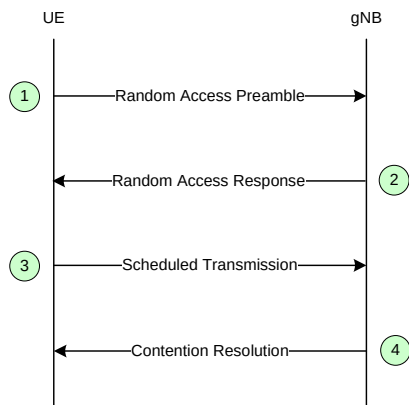 UE gNB
1 Random Access Preamble
Random Access Response 2
3 Scheduled Transmission
Contention Resolution 4